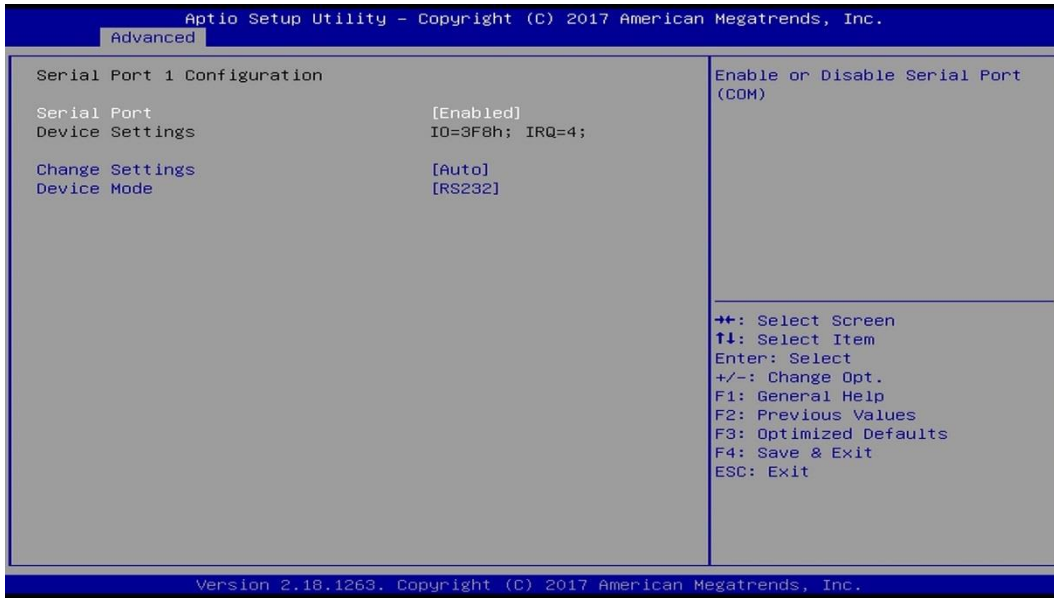 Aptio Setup Utility – Copyright (C) 2017 American Megatrends, Inc.
Advanced
Serial Port 1 Configuration
Serial Port [Enabled]
Device Settings IO=3F8h; IRQ=4;
Change Settings [Auto]
Device Mode [RS232]
Enable or Disable Serial Port
(COM)
→←: Select Screen
↑↓: Select Item
Enter: Select
+/-: Change Opt.
F1: General Help
F2: Previous Values
F3: Optimized Defaults
F4: Save & Exit
ESC: Exit
Version 2.18.1263. Copyright (C) 2017 American Megatrends, Inc.